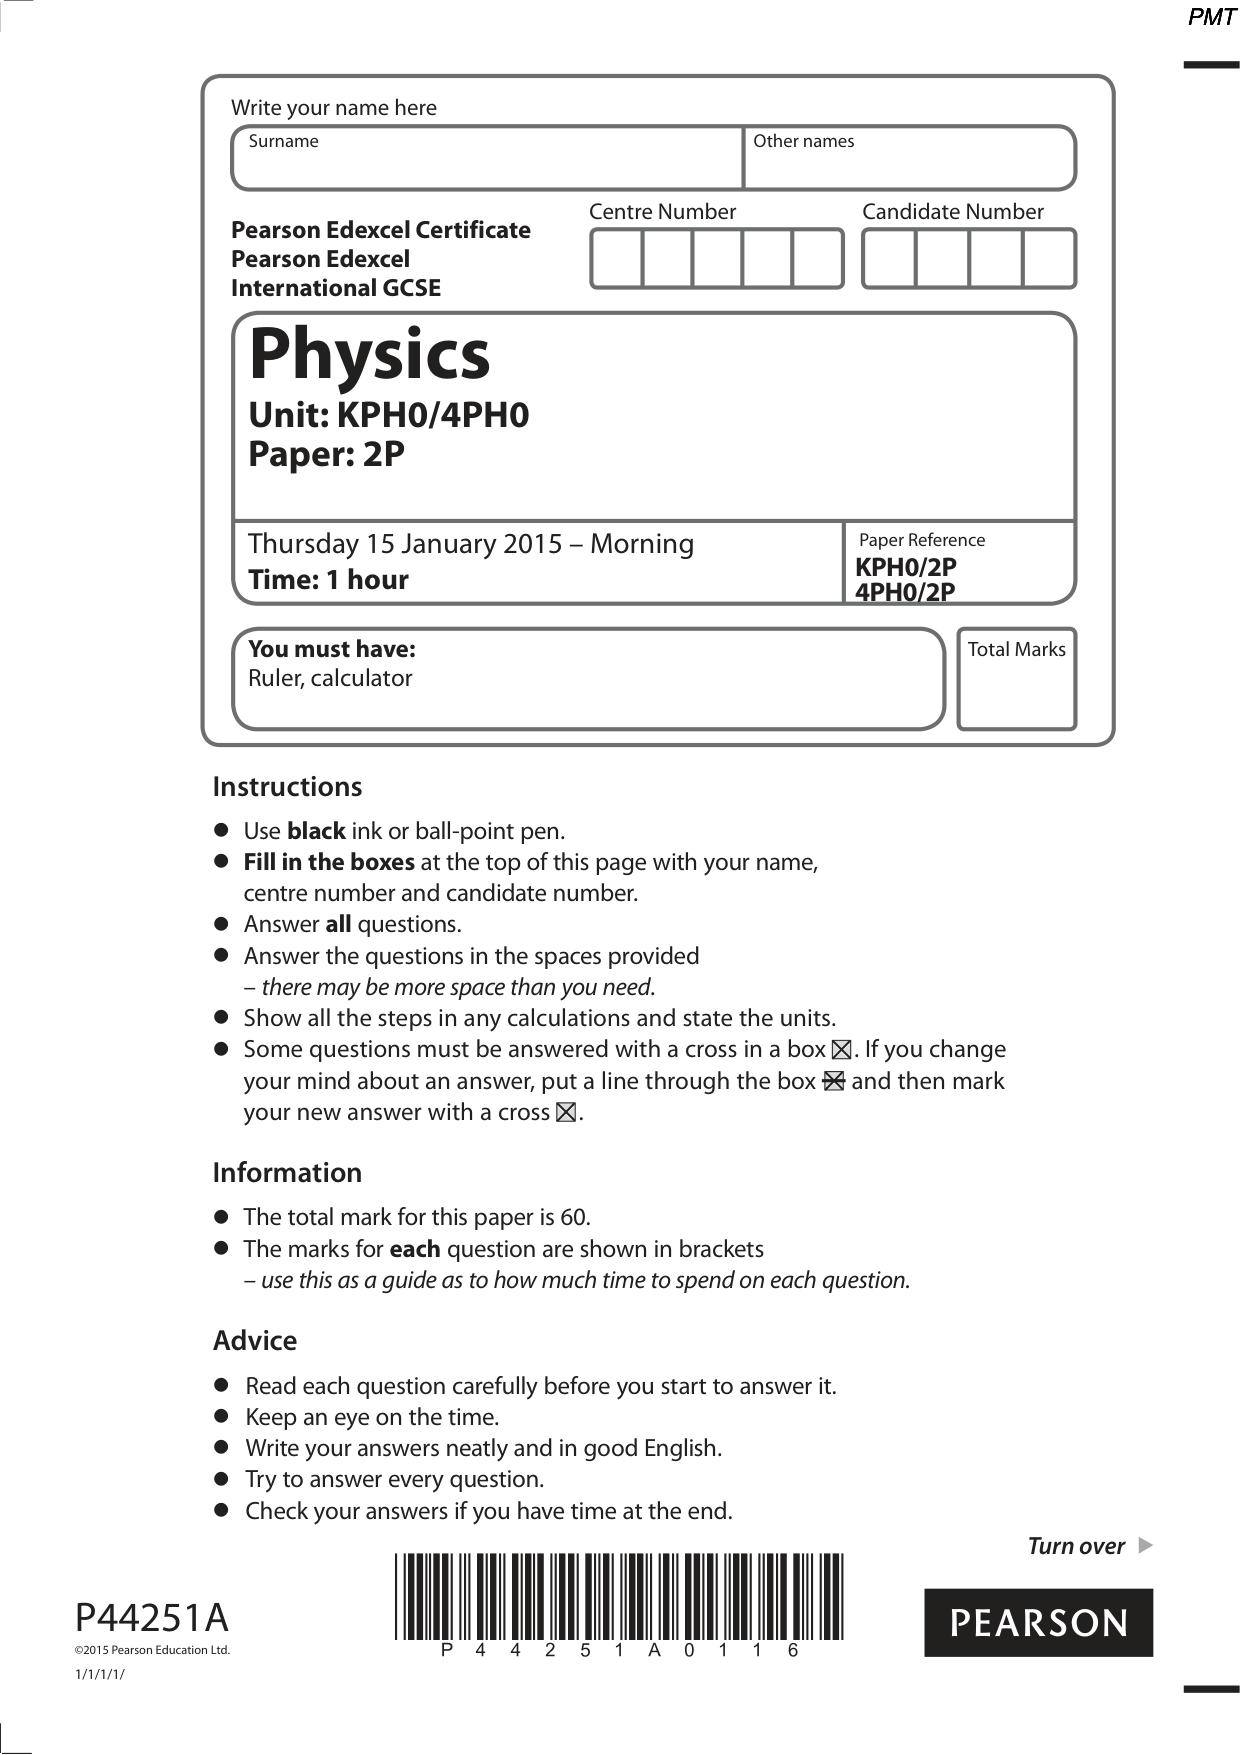 PMT
Write your name here
Surname
Other names
Pearson Edexcel Certificate
Pearson Edexcel
International GCSE
Centre Number
Candidate Number
Physics
Unit: KPH0/4PH0
Paper: 2P
Thursday 15 January 2015 – Morning
Time: 1 hour
Paper Reference
KPH0/2P
4PH0/2P
You must have:
Ruler, calculator
Total Marks
Instructions
● Use black ink or ball-point pen.
● Fill in the boxes at the top of this page with your name,
centre number and candidate number.
● Answer all questions.
● Answer the questions in the spaces provided
– there may be more space than you need.
● Show all the steps in any calculations and state the units.
● Some questions must be answered with a cross in a box ☒. If you change
your mind about an answer, put a line through the box ☒ and then mark
your new answer with a cross ☒.
Information
● The total mark for this paper is 60.
● The marks for each question are shown in brackets
– use this as a guide as to how much time to spend on each question.
Advice
● Read each question carefully before you start to answer it.
● Keep an eye on the time.
● Write your answers neatly and in good English.
● Try to answer every question.
● Check your answers if you have time at the end.
Turn over
P44251A
©2015 Pearson Education Ltd.
1/1/1/1/
P44251A0116
PEARSON